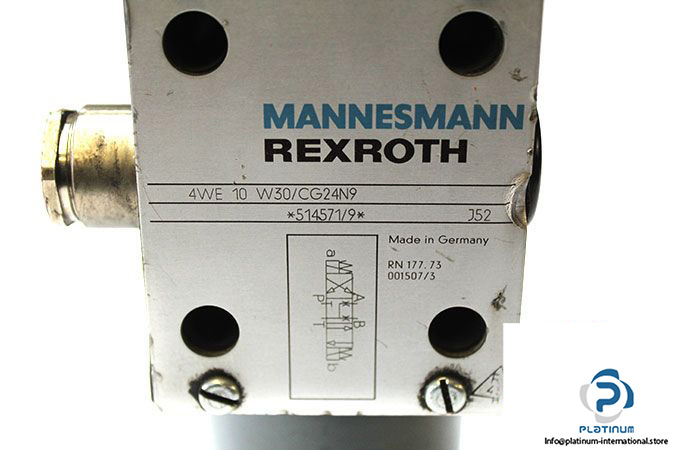 MANNESMANN
REXROTH
4WE 10 W30/CG24N9
*514571/9* J52
Made in Germany
RN 177.73
001507/3
a
A
P T
B
b
PLATINUM
Info@platinum-international.store